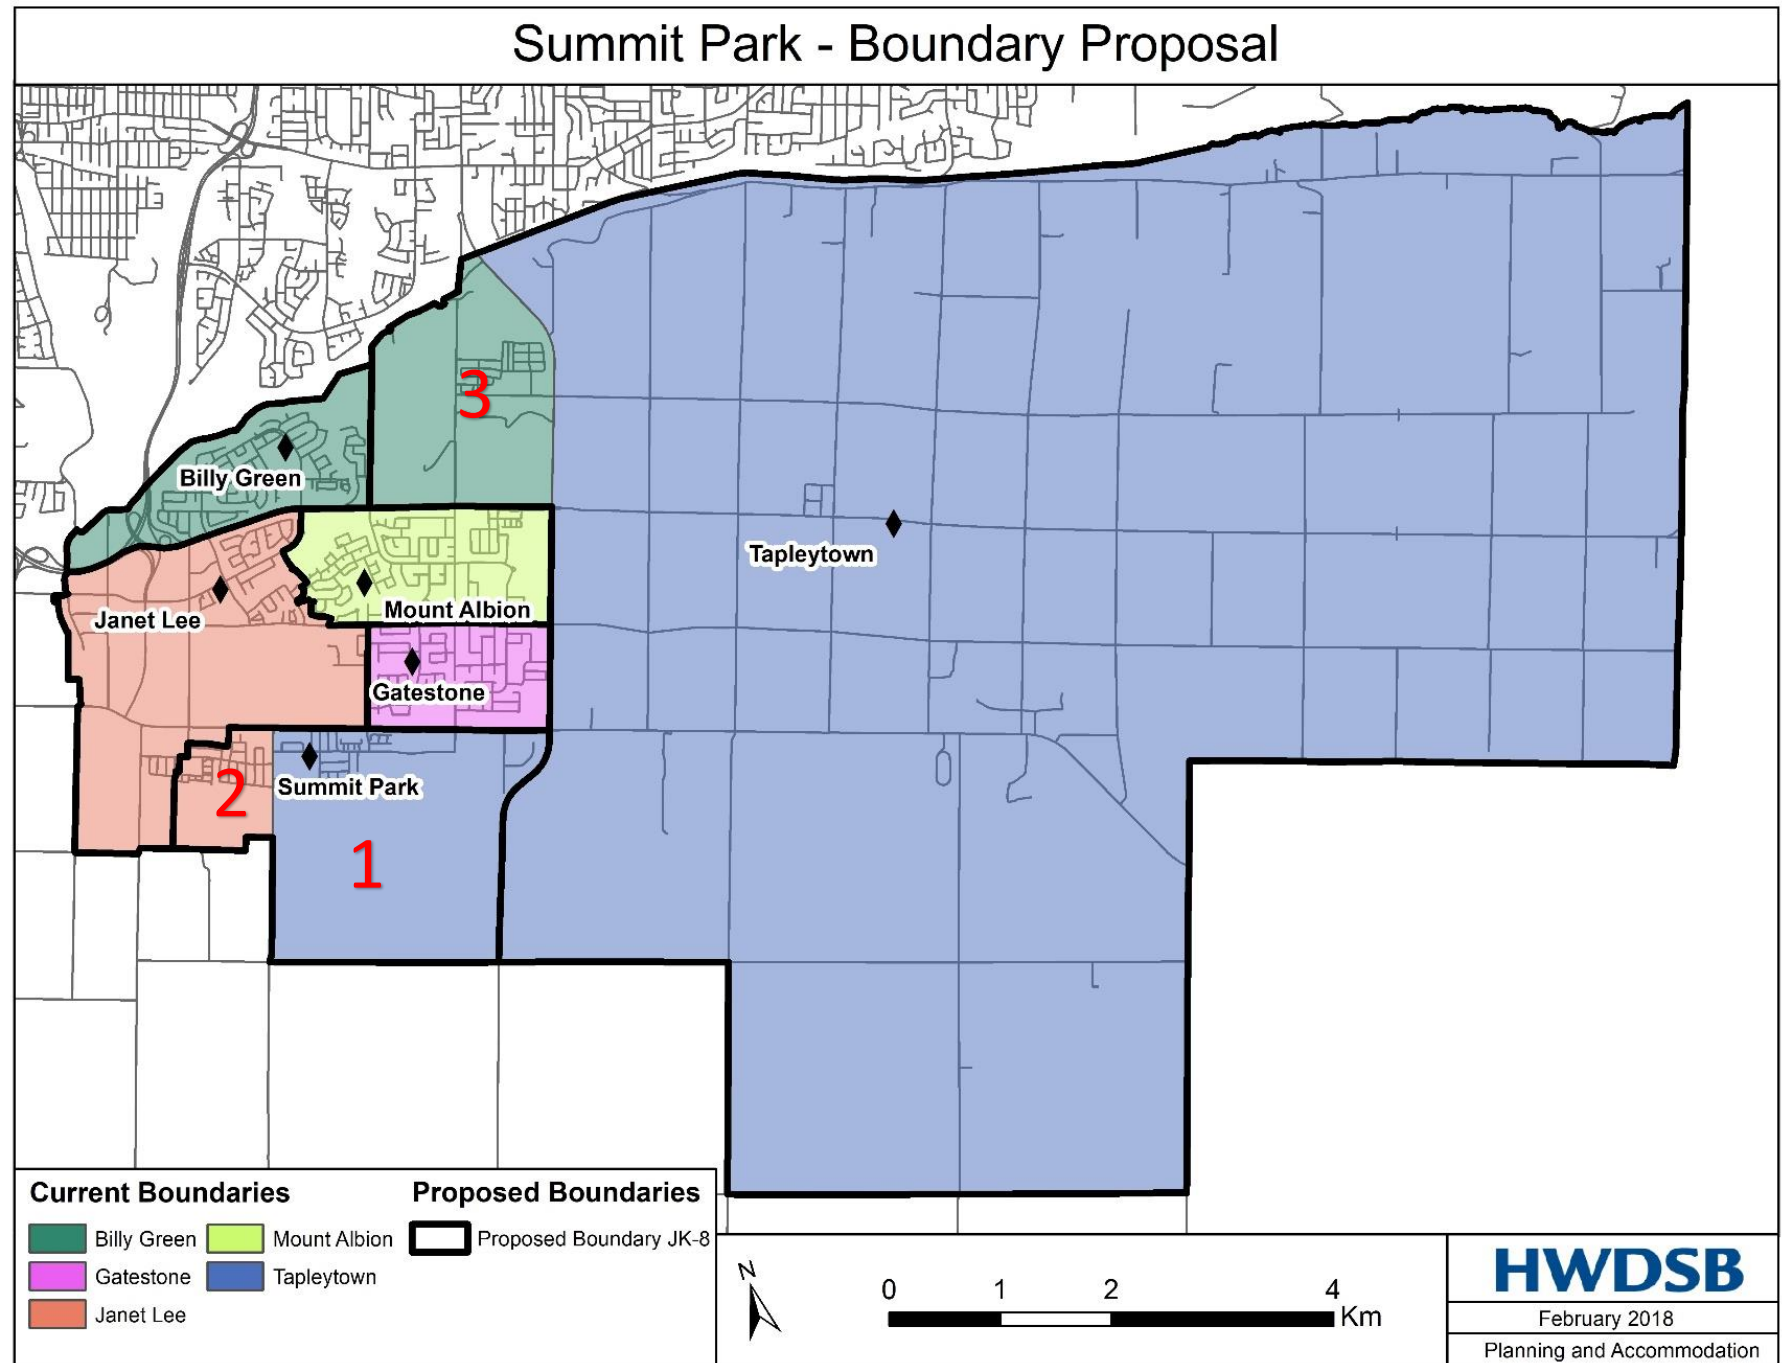 Summit Park - Boundary Proposal
3
Billy Green
Tapleytown
Janet Lee
Mount Albion
Gatestone
Summit Park
2
1
Current Boundaries
Proposed Boundaries
Billy Green
Mount Albion
Proposed Boundary JK-8
Gatestone
Tapleytown
Janet Lee
N
0 1 2 4
Km
HWDSB
February 2018
Planning and Accommodation